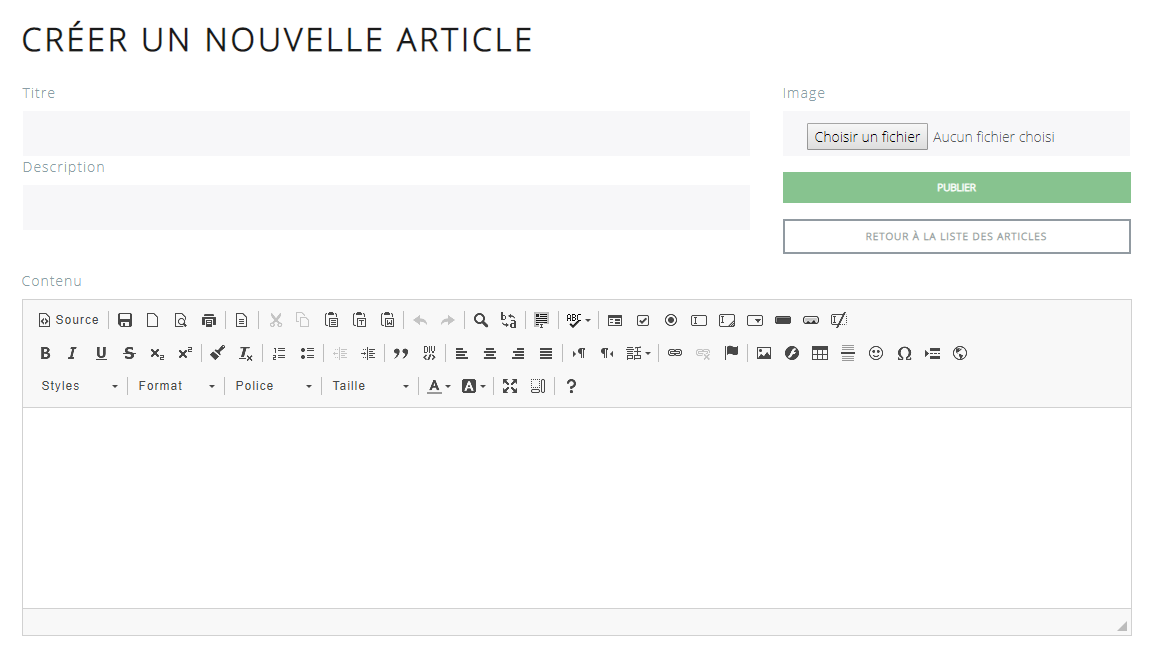 CRÉER UN NOUVELLE ARTICLE
Titre
Image
Choisir un fichier Aucun fichier choisi
Description
PUBLIER
RETOUR À LA LISTE DES ARTICLES
Contenu
Source
Styles Format Police Taille